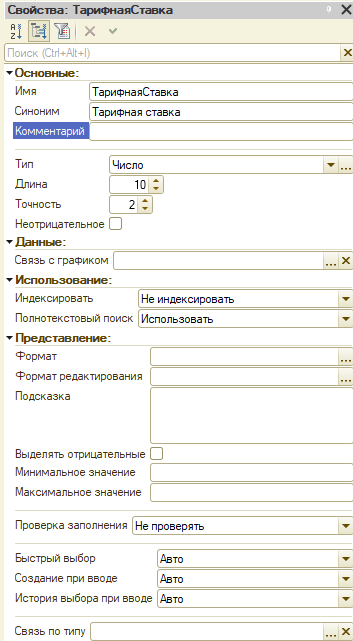 Свойства: ТарифнаяСтавка
Поиск (Ctrl+Alt+I)
Основные:
Имя ТарифнаяСтавка
Синоним Тарифная ставка
Комментарий
Тип Число
Длина 10
Точность 2
Неотрицательное
Данные:
Связь с графиком
Использование:
Индексировать Не индексировать
Полнотекстовый поиск Использовать
Представление:
Формат
Формат редактирования
Подсказка
Выделять отрицательные
Минимальное значение
Максимальное значение
Проверка заполнения Не проверять
Быстрый выбор Авто
Создание при вводе Авто
История выбора при вводе Авто
Связь по типу